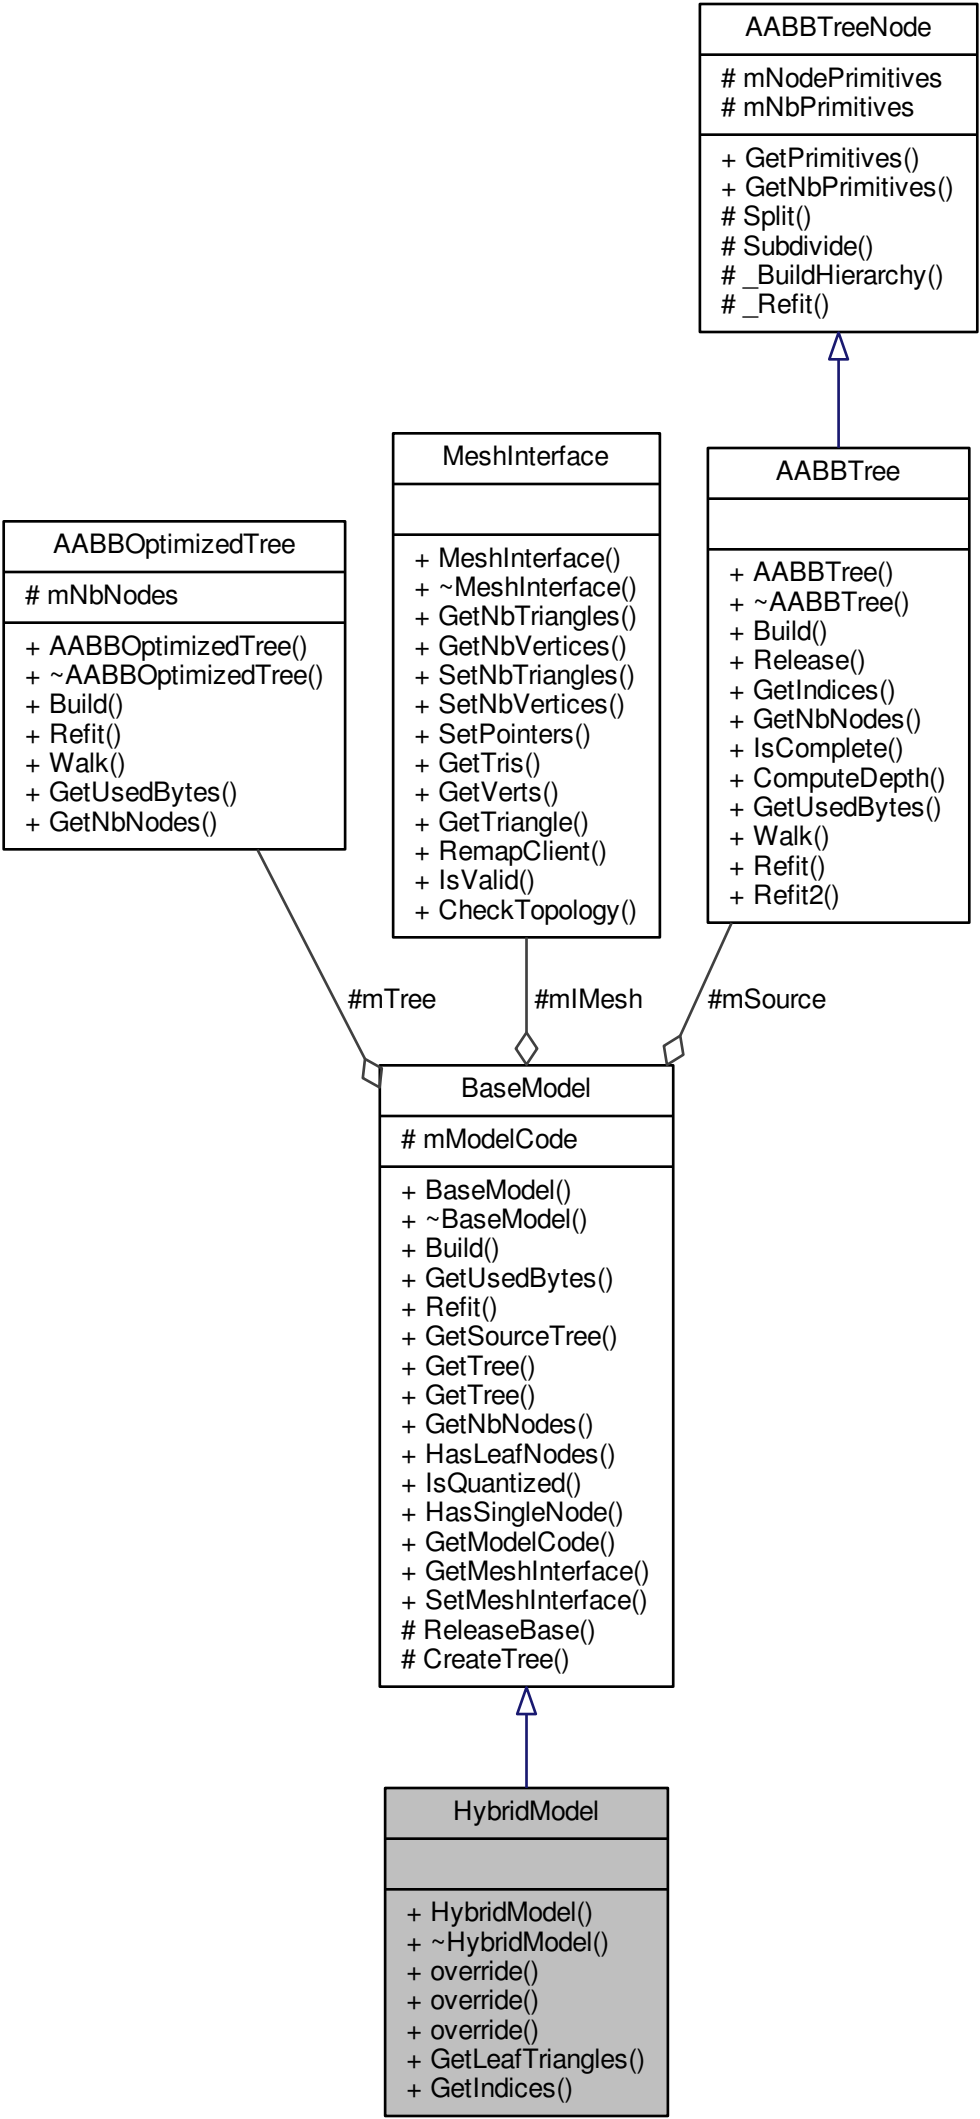 AABBTreeNode
# mNodePrimitives
# mNbPrimitives
+ GetPrimitives()
+ GetNbPrimitives()
# Split()
# Subdivide()
# _BuildHierarchy()
# _Refit()
AABBOptimizedTree
# mNbNodes
+ AABBOptimizedTree()
+ ~AABBOptimizedTree()
+ Build()
+ Refit()
+ Walk()
+ GetUsedBytes()
+ GetNbNodes()
MeshInterface
+ MeshInterface()
+ ~MeshInterface()
+ GetNbTriangles()
+ GetNbVertices()
+ SetNbTriangles()
+ SetNbVertices()
+ SetPointers()
+ GetTris()
+ GetVerts()
+ GetTriangle()
+ RemapClient()
+ IsValid()
+ CheckTopology()
AABBTree
+ AABBTree()
+ ~AABBTree()
+ Build()
+ Release()
+ GetIndices()
+ GetNbNodes()
+ IsComplete()
+ ComputeDepth()
+ GetUsedBytes()
+ Walk()
+ Refit()
+ Refit2()
#mTree
#mIMesh
#mSource
BaseModel
# mModelCode
+ BaseModel()
+ ~BaseModel()
+ Build()
+ GetUsedBytes()
+ Refit()
+ GetSourceTree()
+ GetTree()
+ GetTree()
+ GetNbNodes()
+ HasLeafNodes()
+ IsQuantized()
+ HasSingleNode()
+ GetModelCode()
+ GetMeshInterface()
+ SetMeshInterface()
# ReleaseBase()
# CreateTree()
HybridModel
+ HybridModel()
+ ~HybridModel()
+ override()
+ override()
+ override()
+ GetLeafTriangles()
+ GetIndices()